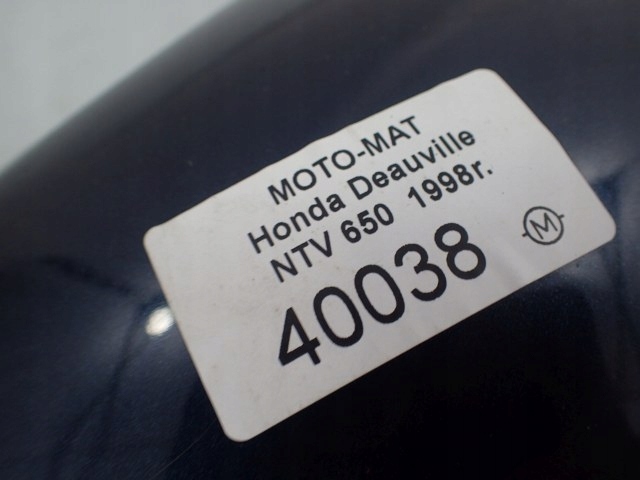 MOTO-MAT
Honda Deauville
NTV 650 1998r.
40038
M